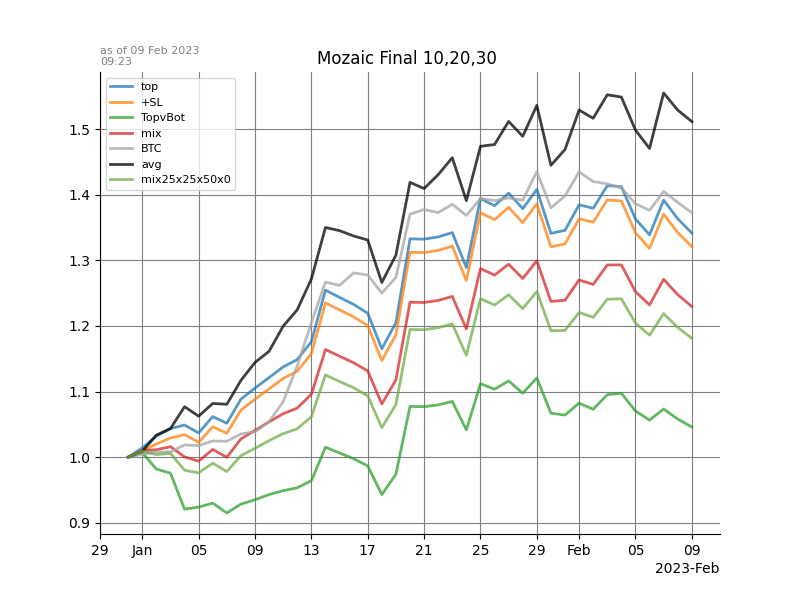 as of 09 Feb 2023
09:23
Mozaic Final 10,20,30
top
+SL
TopvBot
mix
BTC
avg
mix25x25x50x0
1.5
1.4
1.3
1.2
1.1
1.0
0.9
29 Jan 05 09 13 17 21 25 29 Feb 05 09
2023-Feb